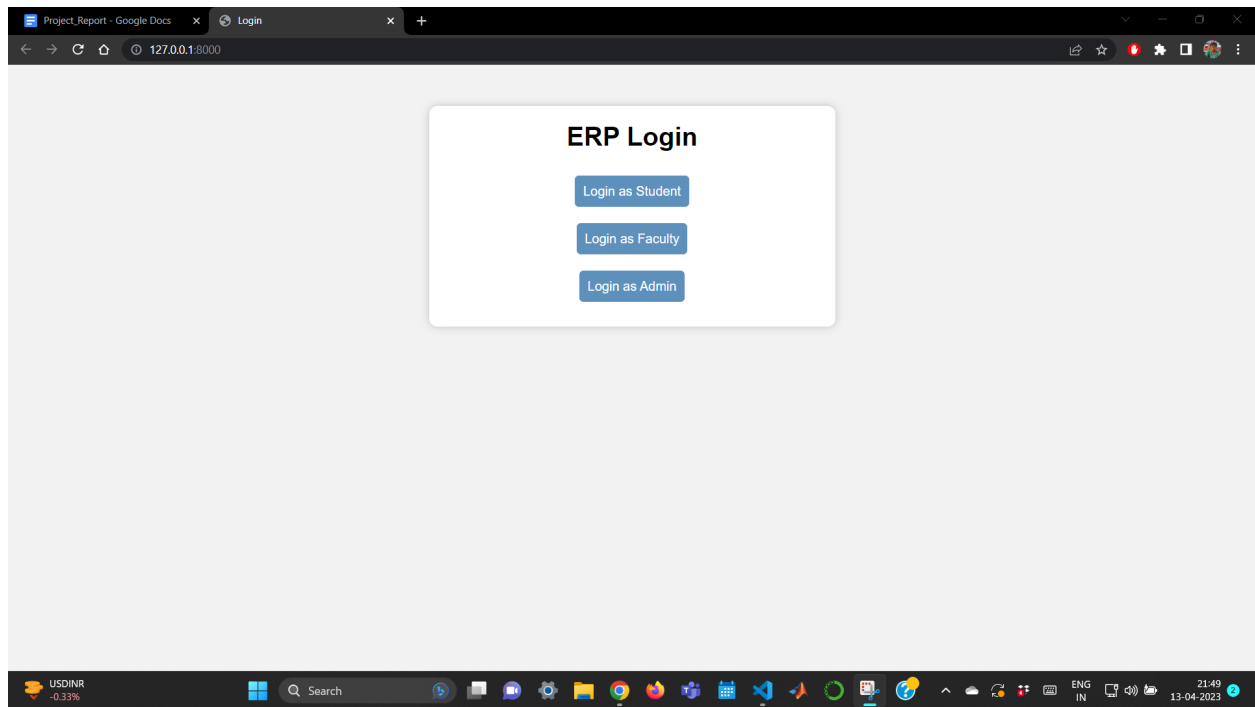 Project_Report - Google Docs
Login
127.0.0.1:8000
ERP Login
Login as Student
Login as Faculty
Login as Admin
USDINR
-0.33%
Search
ENG
IN
21:49
13-04-2023
2